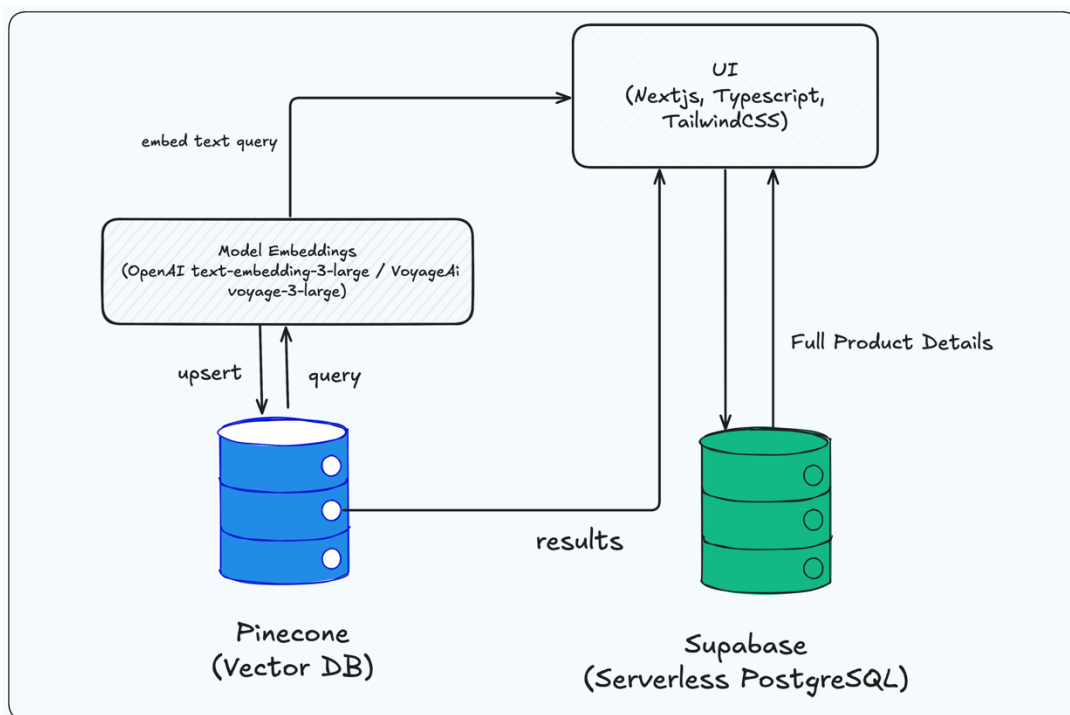 UI
(Nextjs, Typescript,
TailwindCSS)
embed text query
Model Embeddings
(OpenAI text-embedding-3-large / VoyageAi
voyage-3-large)
upsert
query
Full Product Details
results
Pinecone
(Vector DB)
Supabase
(Serverless PostgreSQL)